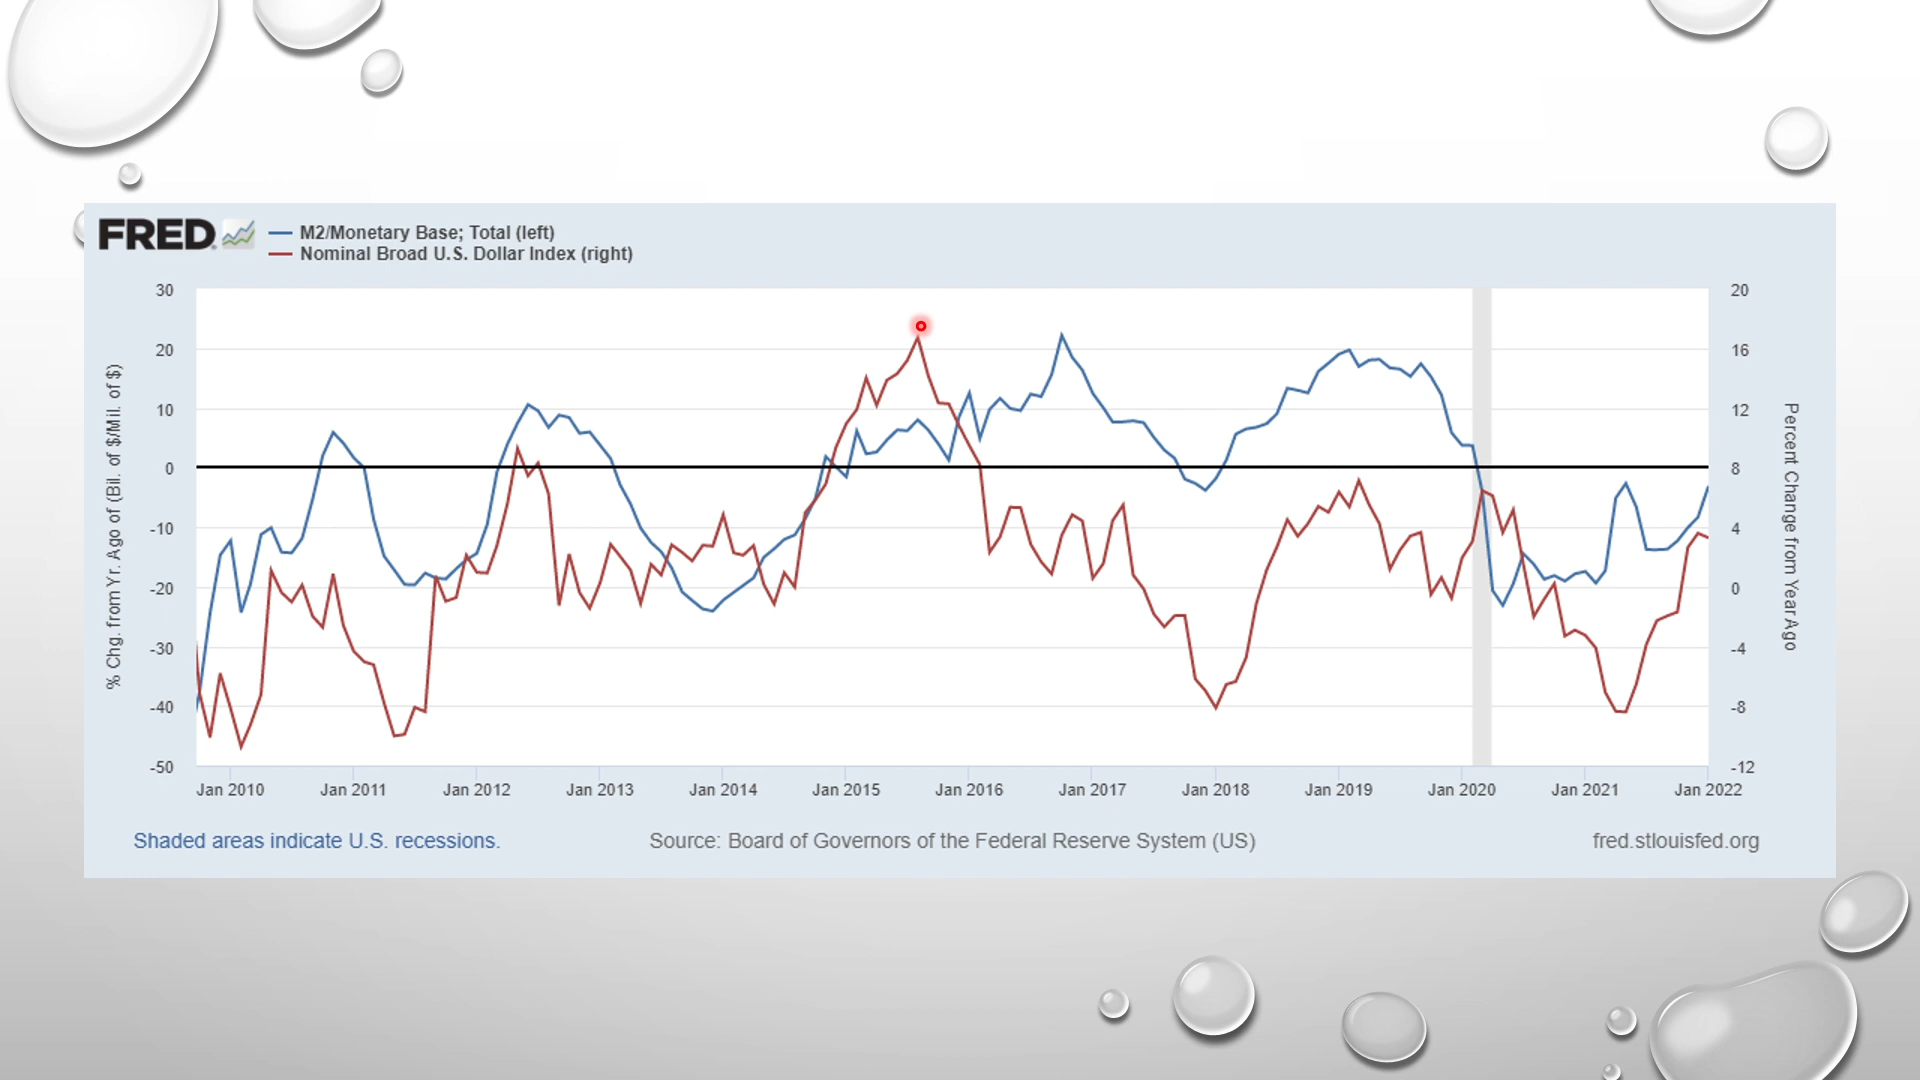 FRED
M2/Monetary Base; Total (left)
Nominal Broad U.S. Dollar Index (right)
% Chg. from Yr. Ago of (Bil. of $/Mil. of $)
30
20
10
0
-10
-20
-30
-40
-50
20
16
12
8
4
0
-4
-8
-12
Percent Change from Year Ago
Jan 2010 Jan 2011 Jan 2012 Jan 2013 Jan 2014 Jan 2015 Jan 2016 Jan 2017 Jan 2018 Jan 2019 Jan 2020 Jan 2021 Jan 2022
Shaded areas indicate U.S. recessions. Source: Board of Governors of the Federal Reserve System (US) fred.stlouisfed.org